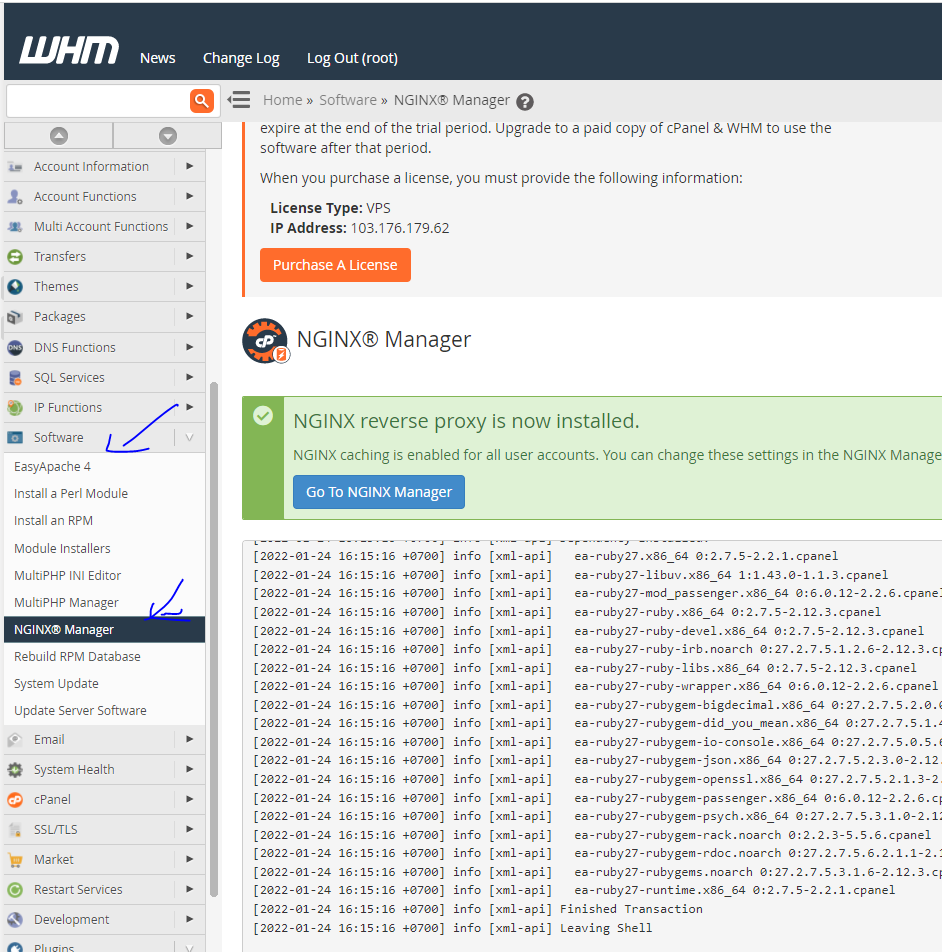 WHM News Change Log Log Out (root)
Home » Software » NGINX® Manager ?
Account Information
Account Functions
Multi Account Functions
Transfers
Themes
Packages
DNS Functions
SQL Services
IP Functions
Software
EasyApache 4
Install a Perl Module
Install an RPM
Module Installers
MultiPHP INI Editor
MultiPHP Manager
NGINX® Manager
Rebuild RPM Database
System Update
Update Server Software
Email
System Health
cPanel
SSL/TLS
Market
Restart Services
Development
Plugins
expire at the end of the trial period. Upgrade to a paid copy of cPanel & WHM to use the
software after that period.
When you purchase a license, you must provide the following information:
License Type: VPS
IP Address: 103.176.179.62
Purchase A License
cP NGINX® Manager
NGINX reverse proxy is now installed.
NGINX caching is enabled for all user accounts. You can change these settings in the NGINX Manage
Go To NGINX Manager
[2022-01-24 16:15:16 +0700] info [xml-api] Dependency Installed:
[2022-01-24 16:15:16 +0700] info [xml-api] ea-ruby27.x86_64 0:2.7.5-2.2.1.cpanel
[2022-01-24 16:15:16 +0700] info [xml-api] ea-ruby27-libuv.x86_64 1:1.43.0-1.1.3.cpanel
[2022-01-24 16:15:16 +0700] info [xml-api] ea-ruby27-mod_passenger.x86_64 0:6.0.12-2.2.6.cpanel
[2022-01-24 16:15:16 +0700] info [xml-api] ea-ruby27-ruby.x86_64 0:2.7.5-2.12.3.cpanel
[2022-01-24 16:15:16 +0700] info [xml-api] ea-ruby27-ruby-devel.x86_64 0:2.7.5-2.12.3.cpanel
[2022-01-24 16:15:16 +0700] info [xml-api] ea-ruby27-ruby-irb.noarch 0:27.2.7.5.1.2.6-2.12.3.cp
[2022-01-24 16:15:16 +0700] info [xml-api] ea-ruby27-ruby-libs.x86_64 0:2.7.5-2.12.3.cpanel
[2022-01-24 16:15:16 +0700] info [xml-api] ea-ruby27-ruby-wrapper.x86_64 0:6.0.12-2.2.6.cpanel
[2022-01-24 16:15:16 +0700] info [xml-api] ea-ruby27-rubygem-bigdecimal.x86_64 0:27.2.7.5.2.0.0
[2022-01-24 16:15:16 +0700] info [xml-api] ea-ruby27-rubygem-did_you_mean.x86_64 0:27.2.7.5.1.4
[2022-01-24 16:15:16 +0700] info [xml-api] ea-ruby27-rubygem-io-console.x86_64 0:27.2.7.5.0.5.6
[2022-01-24 16:15:16 +0700] info [xml-api] ea-ruby27-rubygem-json.x86_64 0:27.2.7.5.2.3.0-2.12.
[2022-01-24 16:15:16 +0700] info [xml-api] ea-ruby27-rubygem-openssl.x86_64 0:27.2.7.5.2.1.3-2.
[2022-01-24 16:15:16 +0700] info [xml-api] ea-ruby27-rubygem-passenger.x86_64 0:6.0.12-2.2.6.cp
[2022-01-24 16:15:16 +0700] info [xml-api] ea-ruby27-rubygem-psych.x86_64 0:27.2.7.5.3.1.0-2.12
[2022-01-24 16:15:16 +0700] info [xml-api] ea-ruby27-rubygem-rack.noarch 0:2.2.3-5.5.6.cpanel
[2022-01-24 16:15:16 +0700] info [xml-api] ea-ruby27-rubygem-rdoc.noarch 0:27.2.7.5.6.2.1.1-2.1
[2022-01-24 16:15:16 +0700] info [xml-api] ea-ruby27-rubygems.noarch 0:27.2.7.5.3.1.6-2.12.3.cp
[2022-01-24 16:15:16 +0700] info [xml-api] ea-ruby27-runtime.x86_64 0:2.7.5-2.2.1.cpanel
[2022-01-24 16:15:16 +0700] info [xml-api] Finished Transaction
[2022-01-24 16:15:16 +0700] info [xml-api] Leaving Shell